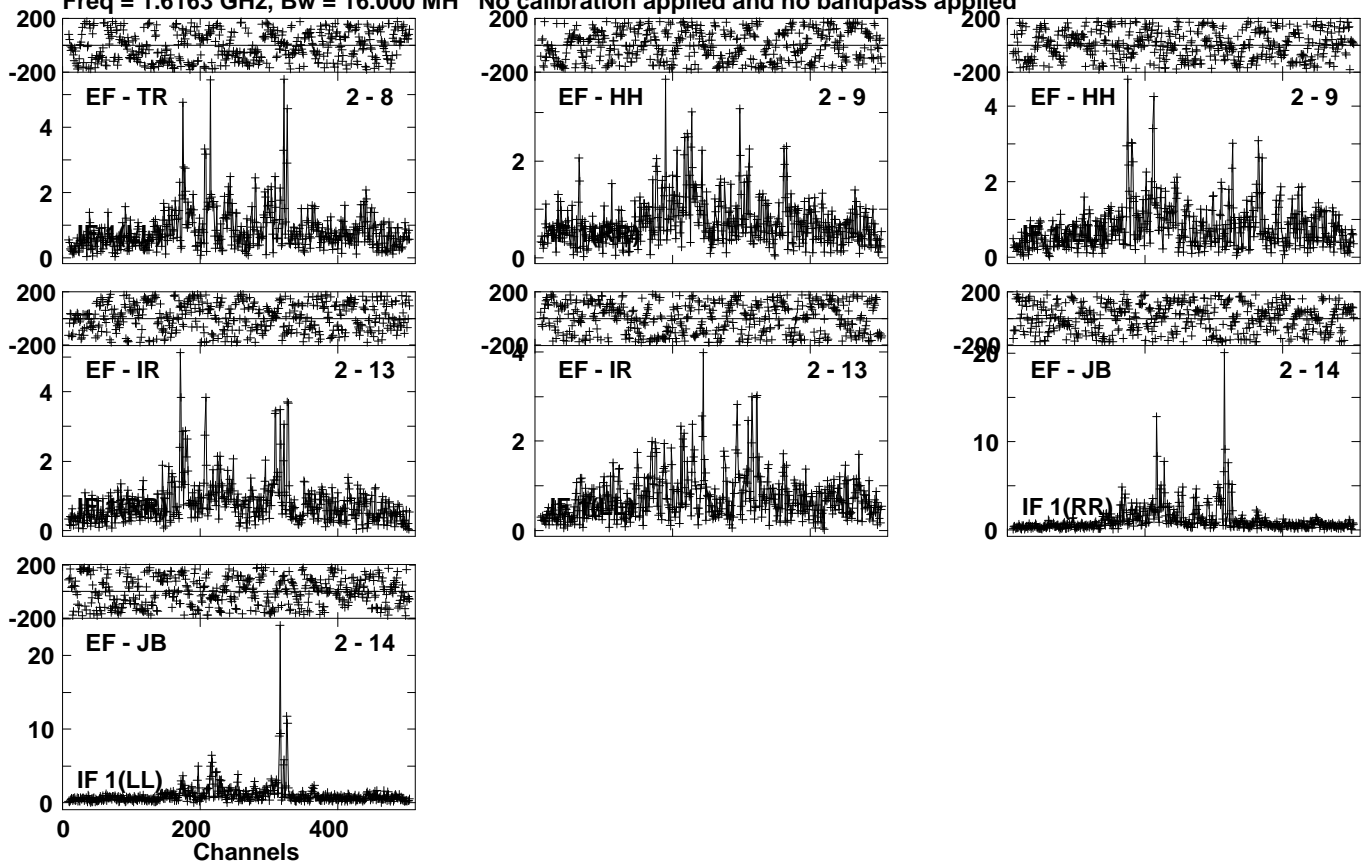 Freq = 1.6163 GHz, Bw = 16.000 MH No calibration applied and no bandpass applied
200 200 200
-200 -200 -200
EF - TR 2 - 8 EF - HH 2 - 9 EF - HH 2 - 9
4 4
2 2 2
0 0 0
200 200 200
-200 -200 -200
EF - IR 2 - 13 EF - IR 2 - 13 EF - JB 2 - 14
4 4 20
2 2 10
IF 1(RR)
0 0 0
200
-200
EF - JB 2 - 14
20
10
IF 1(LL)
0
0 200 400
Channels